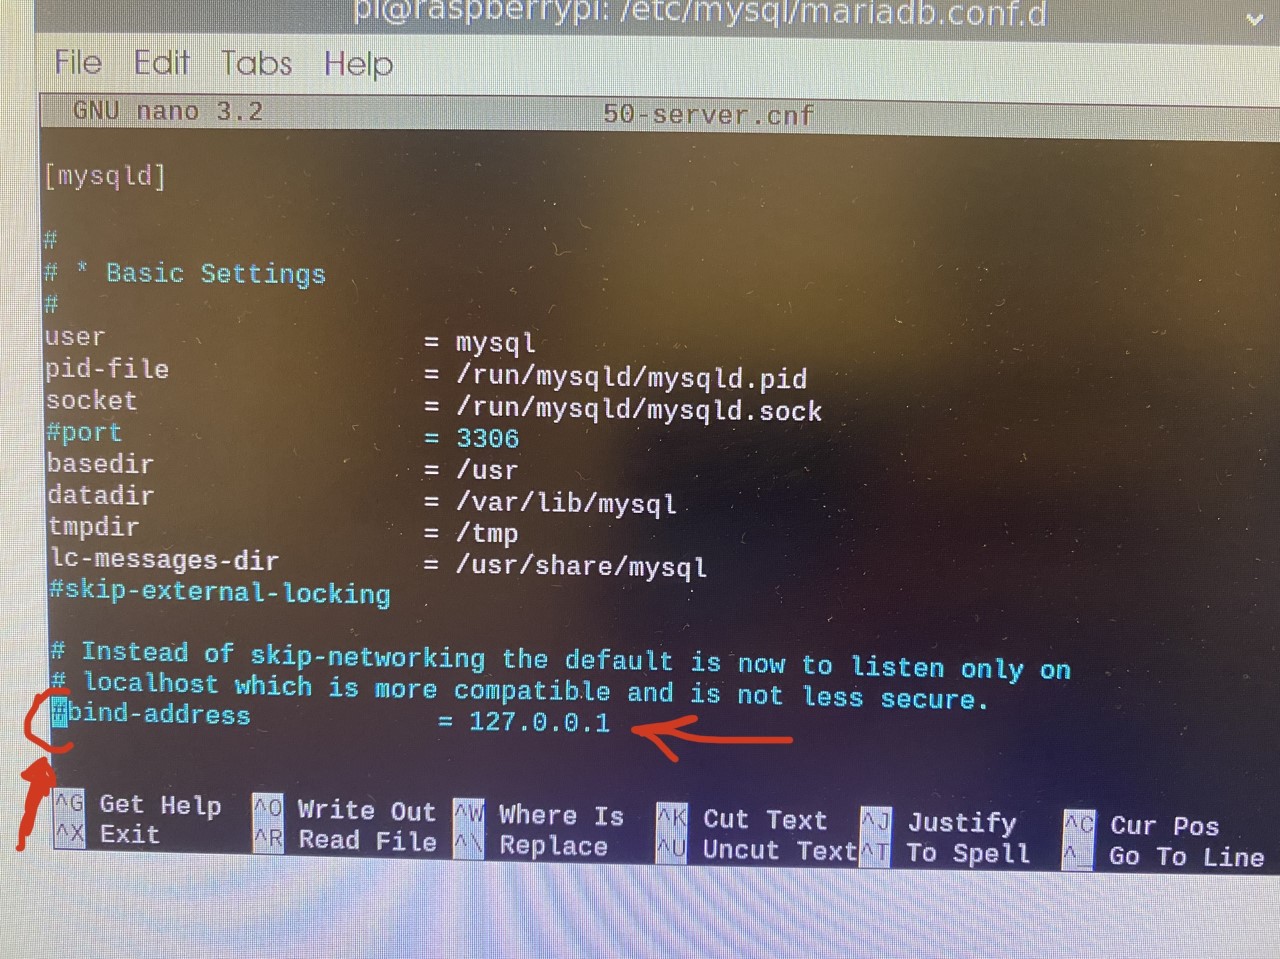 pi@raspberrypi: /etc/mysql/mariadb.conf.d
File Edit Tabs Help
GNU nano 3.2 50-server.cnf
[mysqld]
#
# * Basic Settings
#
user = mysql
pid-file = /run/mysqld/mysqld.pid
socket = /run/mysqld/mysqld.sock
#port = 3306
basedir = /usr
datadir = /var/lib/mysql
tmpdir = /tmp
lc-messages-dir = /usr/share/mysql
#skip-external-locking
# Instead of skip-networking the default is now to listen only on
# localhost which is more compatible and is not less secure.
#bind-address = 127.0.0.1
^G Get Help ^O Write Out ^W Where Is ^K Cut Text ^J Justify ^C Cur Pos
^X Exit ^R Read File ^\ Replace ^U Uncut Text ^T To Spell ^_ Go To Line